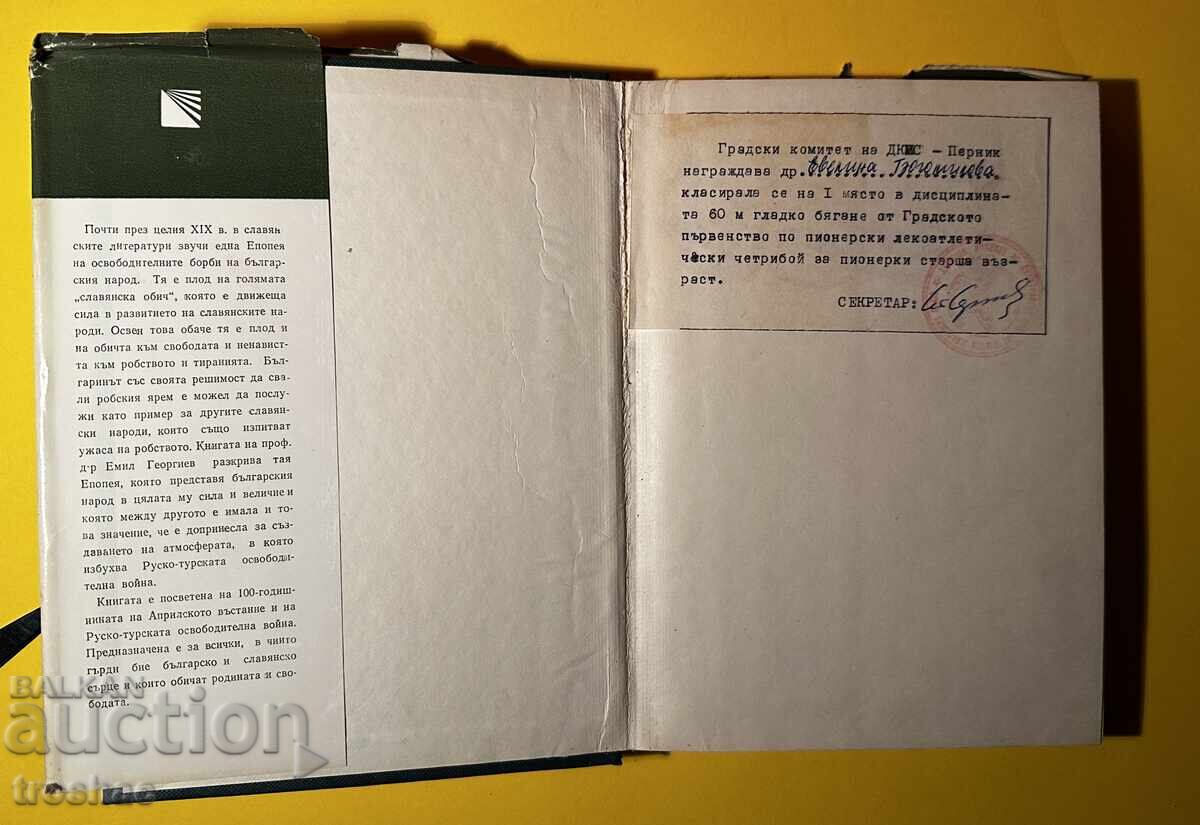 Почти през целия XIX в. в славян
ските литератури звучи една Епопея
на освободителните борби на българ-
ския народ. Тя е плод на голямата
„славянска обич“, която е движеща
сила в развитието на славянските на-
роди. Освен това обаче тя е плод и
на обичта към свободата и ненавист-
та към робството и тиранията. Бъл-
гаринът със своята решимост да сва-
ли робския ярем е можел да послу-
жи като пример за другите славян-
ски народи, които също изпитват
ужаса на робството. Книгата на проф.
д-р Емил Георгиев разкрива тая
Епопея, която представя българския
народ в цялата му сила и величие и
която между другото е имала и то-
ва значение, че е допринесла за съз-
даването на атмосферата, в която
избухва Руско-турската освободи-
телна война.
Книгата е посветена на 100-годиш-
нината на Априлското въстание и на
Руско-турската освободителна война.
Предназначена е за всички, в чиито
гърди бие българско и славянско
сърце и които обичат родината и сво-
бодата.
Градски комитет на ДКМС - Перник
награждава др. Евелина
класирала се на I място в дисциплина-
та 60 м гладко бягане от Градското
първенство по пионерски лекоатлети-
чески четрибой за пионерки старша въз-
раст.
СЕКРЕТАР:
BALKAN
auction
troshac